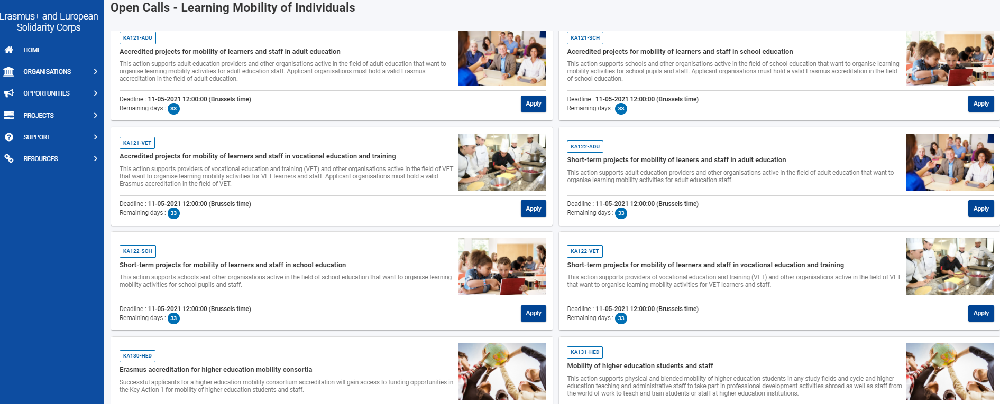 Open Calls - Learning Mobility of Individuals
Erasmus+ and European
Solidarity Corps
HOME
ORGANISATIONS
OPPORTUNITIES
PROJECTS
SUPPORT
RESOURCES
KA121-ADU
Accredited projects for mobility of learners and staff in adult education
This action supports adult education providers and other organisations active in the field of adult education that want to
organise learning mobility activities for adult education staff. Applicant organisations must hold a valid Erasmus
accreditation in the field of adult education.
Deadline : 11-05-2021 12:00:00 (Brussels time)
Remaining days : 33
Apply
KA121-SCH
Accredited projects for mobility of learners and staff in school education
This action supports schools and other organisations active in the field of school education that want to organise learning
mobility activities for school pupils and staff. Applicant organisations must hold a valid Erasmus accreditation in the field
of school education.
Deadline : 11-05-2021 12:00:00 (Brussels time)
Remaining days : 33
Apply
KA121-VET
Accredited projects for mobility of learners and staff in vocational education and training
This action supports providers of vocational education and training (VET) and other organisations active in the field of VET
that want to organise learning mobility activities for VET learners and staff. Applicant organisations must hold a valid
Erasmus accreditation in the field of VET.
Deadline : 11-05-2021 12:00:00 (Brussels time)
Remaining days : 33
Apply
KA122-ADU
Short-term projects for mobility of leaners and staff in adult education
This action supports adult education providers and other organisations active in the field of adult education that want to
organise learning mobility activities for adult education staff.
Deadline : 11-05-2021 12:00:00 (Brussels time)
Remaining days : 33
Apply
KA122-SCH
Short-term projects for mobility of learners and staff in school education
This action supports schools and other organisations active in the field of school education that want to organise learning
mobility activities for school pupils and staff.
Deadline : 11-05-2021 12:00:00 (Brussels time)
Remaining days : 33
Apply
KA122-VET
Short-term projects for mobility of learners and staff in vocational education and training
This action supports providers of vocational education and training (VET) and other organisations active in the field of VET
that want to organise learning mobility activities for VET learners and staff.
Deadline : 11-05-2021 12:00:00 (Brussels time)
Remaining days : 33
Apply
KA130-HED
Erasmus accreditation for higher education mobility consortia
Successful applicants for a higher education mobility consortium accreditation will gain access to funding opportunities in
the Key Action 1 for mobility of higher education students and staff.
KA131-HED
Mobility of higher education students and staff
This action supports physical and blended mobility of higher education students in any study fields and cycle and higher
education teaching and administrative staff to take part in professional development activities abroad as well as staff from
the world of work to teach and train students or staff at higher education institutions.